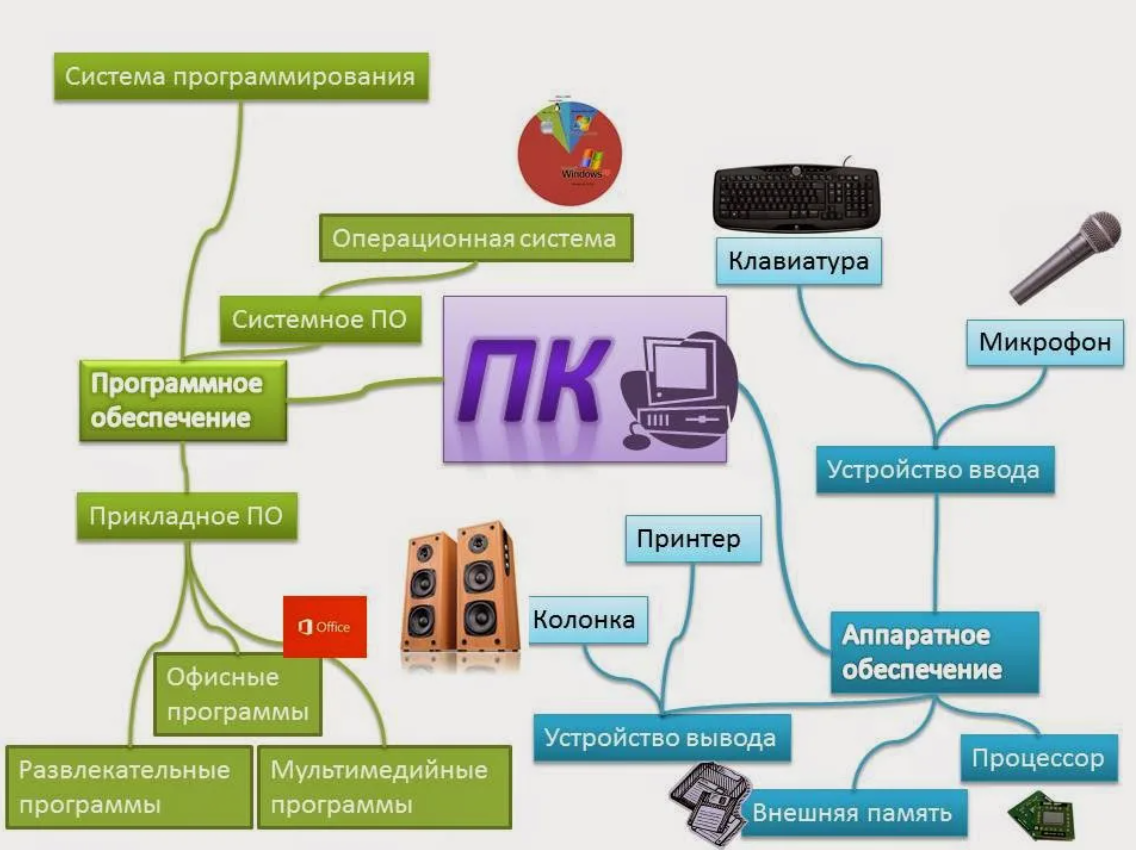 Система программирования
Windows
Операционная система
Клавиатура
Системное ПО
Микрофон
ПК
Программное
обеспечение
Устройство ввода
Прикладное ПО
Принтер
Колонка
Office
Аппаратное
обеспечение
Офисные
программы
Устройство вывода
Процессор
Развлекательные
программы
Мультимедийные
программы
Внешняя память